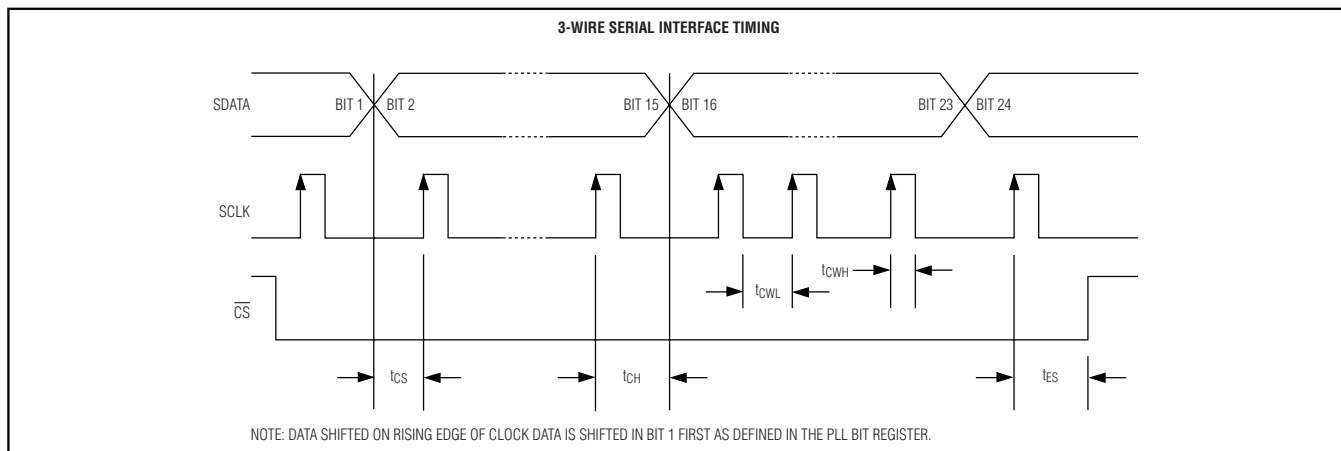 3-WIRE SERIAL INTERFACE TIMING
SDATA BIT 1 BIT 2 BIT 15 BIT 16 BIT 23 BIT 24
SCLK
tCWH
tCWL
CS
tCS tCH tES
NOTE: DATA SHIFTED ON RISING EDGE OF CLOCK DATA IS SHIFTED IN BIT 1 FIRST AS DEFINED IN THE PLL BIT REGISTER.